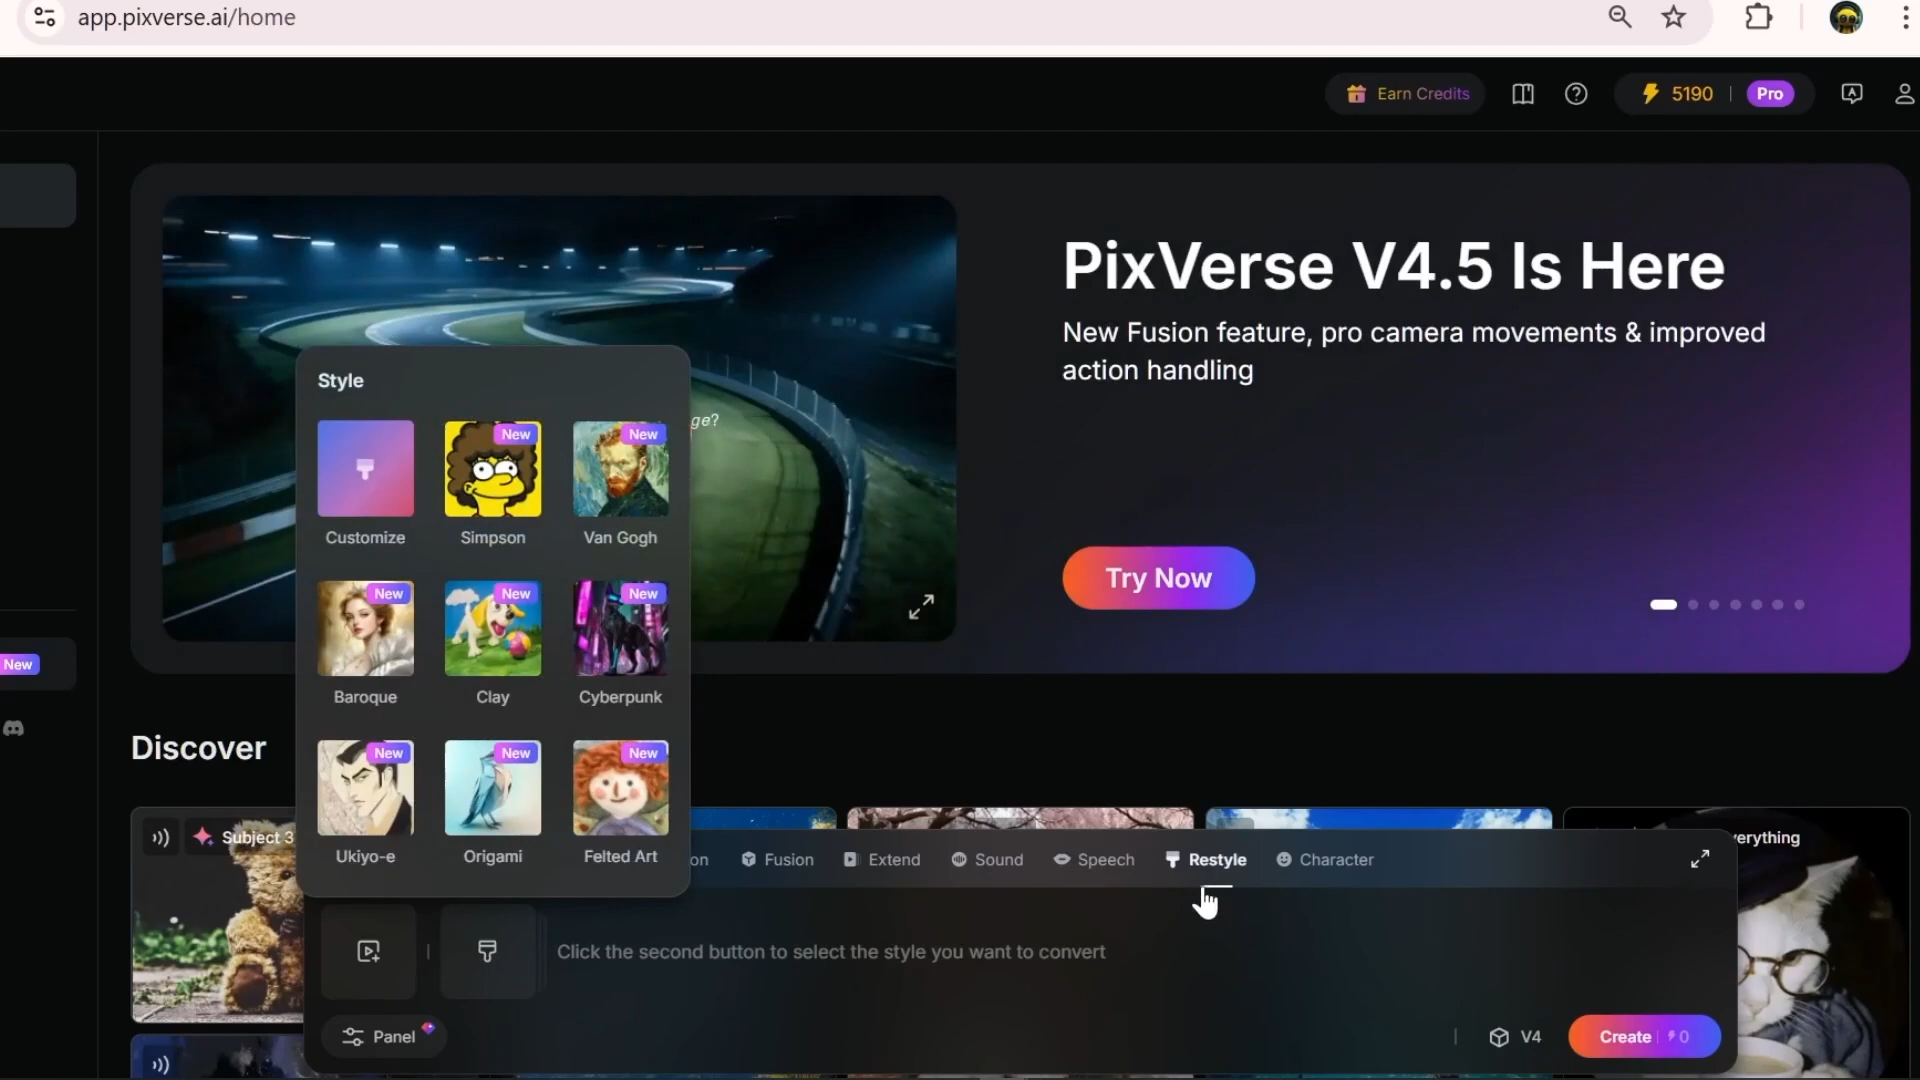 app.pixverse.ai/home
Earn Credits
5190
Pro
PixVerse V4.5 Is Here
New Fusion feature, pro camera movements & improved
action handling
ge?
Try Now
Style
New
New
Customize
Simpson
Van Gogh
New
New
New
Baroque
Clay
Cyberpunk
New
New
New
Ukiyo-e
Origami
Felted Art
New
Discover
Subject 3
verything
on
Fusion
Extend
Sound
Speech
Restyle
Character
Click the second button to select the style you want to convert
Panel
V4
Create
0